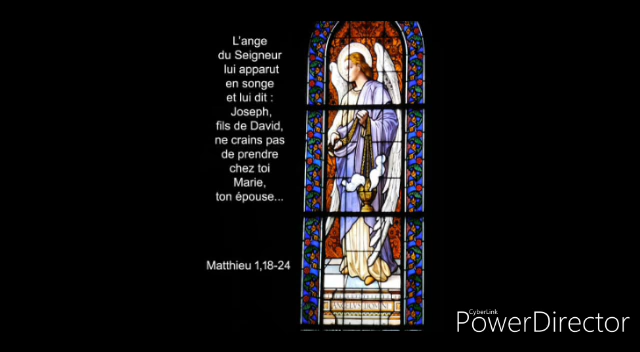 L'ange
du Seigneur
lui apparut
en songe
et lui dit :
Joseph,
fils de David,
ne crains pas
de prendre
chez toi
Marie,
ton épouse...
Matthieu 1,18-24
CyberLink
PowerDirector